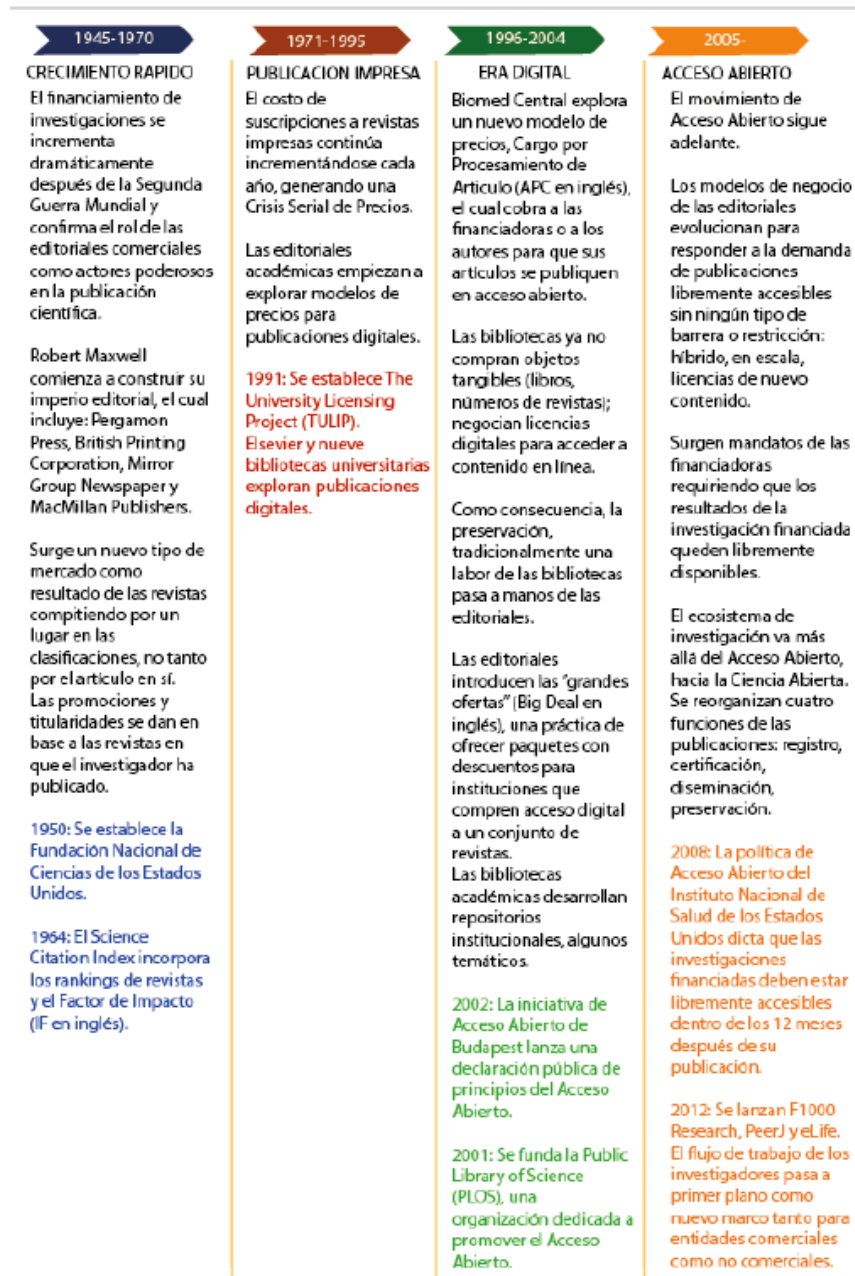 1945-1970
CRECIMIENTO RAPIDO
El financiamiento de
investigaciones se
incrementa
dramáticamente
después de la Segunda
Guerra Mundial y
confirma el rol de las
editoriales comerciales
como actores poderosos
en la publicación
científica.
Robert Maxwell
comienza a construir su
imperio editorial, el cual
incluye: Pergamon
Press, British Printing
Corporation, Mirror
Group Newspaper y
MacMillan Publishers.
Surge un nuevo tipo de
mercado como
resultado de las revistas
compitiendo por un
lugar en las
clasificaciones, no tanto
por el artículo en sí.
Las promociones y
titularidades se dan en
base a las revistas en
que el investigador ha
publicado.
1950: Se establece la
Fundación Nacional de
Ciencias de los Estados
Unidos.
1964: El Science
Citation Index incorpora
los rankings de revistas
y el Factor de Impacto
(IF en inglés).
1971-1995
PUBLICACION IMPRESA
El costo de
suscripciones a revistas
impresas continúa
incrementándose cada
año, generando una
Crisis Serial de Precios.
Las editoriales
académicas empiezan a
explorar modelos de
precios para
publicaciones digitales.
1991: Se establece The
University Licensing
Project (TULIP).
Elsevier y nueve
bibliotecas universitarias
exploran publicaciones
digitales.
1996-2004
ERA DIGITAL
Biomed Central explora
un nuevo modelo de
precios, Cargo por
Procesamiento de
Articulo (APC en inglés),
el cual cobra a las
financiadoras o a los
autores para que sus
artículos se publiquen
en acceso abierto.
Las bibliotecas ya no
compran objetos
tangibles (libros,
números de revistas);
negocian licencias
digitales para acceder a
contenido en línea.
Como consecuencia, la
preservación,
tradicionalmente una
labor de las bibliotecas
pasa a manos de las
editoriales.
Las editoriales
introducen las "grandes
ofertas" (Big Deal en
inglés), una práctica de
ofrecer paquetes con
descuentos para
instituciones que
compren acceso digital
a un conjunto de
revistas.
Las bibliotecas
académicas desarrollan
repositorios
institucionales, algunos
temáticos.
2002: La iniciativa de
Acceso Abierto de
Budapest lanza una
declaración pública de
principios del Acceso
Abierto.
2001: Se funda la Public
Library of Science
(PLOS), una
organización dedicada a
promover el Acceso
Abierto.
2005-
ACCESO ABIERTO
El movimiento de
Acceso Abierto sigue
adelante.
Los modelos de negocio
de las editoriales
evolucionan para
responder a la demanda
de publicaciones
libremente accesibles
sin ningún tipo de
barrera o restricción:
híbrido, en escala,
licencias de nuevo
contenido.
Surgen mandatos de las
financiadoras
requiriendo que los
resultados de la
investigación financiada
queden libremente
disponibles.
El ecosistema de
investigación va más
allá del Acceso Abierto,
hacia la Ciencia Abierta.
Se reorganizan cuatro
funciones de las
publicaciones: registro,
certificación,
diseminación,
preservación.
2008: La política de
Acceso Abierto del
Instituto Nacional de
Salud de los Estados
Unidos dicta que las
investigaciones
financiadas deben estar
libremente accesibles
dentro de los 12 meses
después de su
publicación.
2012: Se lanzan F1000
Research, PeerJ y eLife.
El flujo de trabajo de los
investigadores pasa a
primer plano como
nuevo marco tanto para
entidades comerciales
como no comerciales.